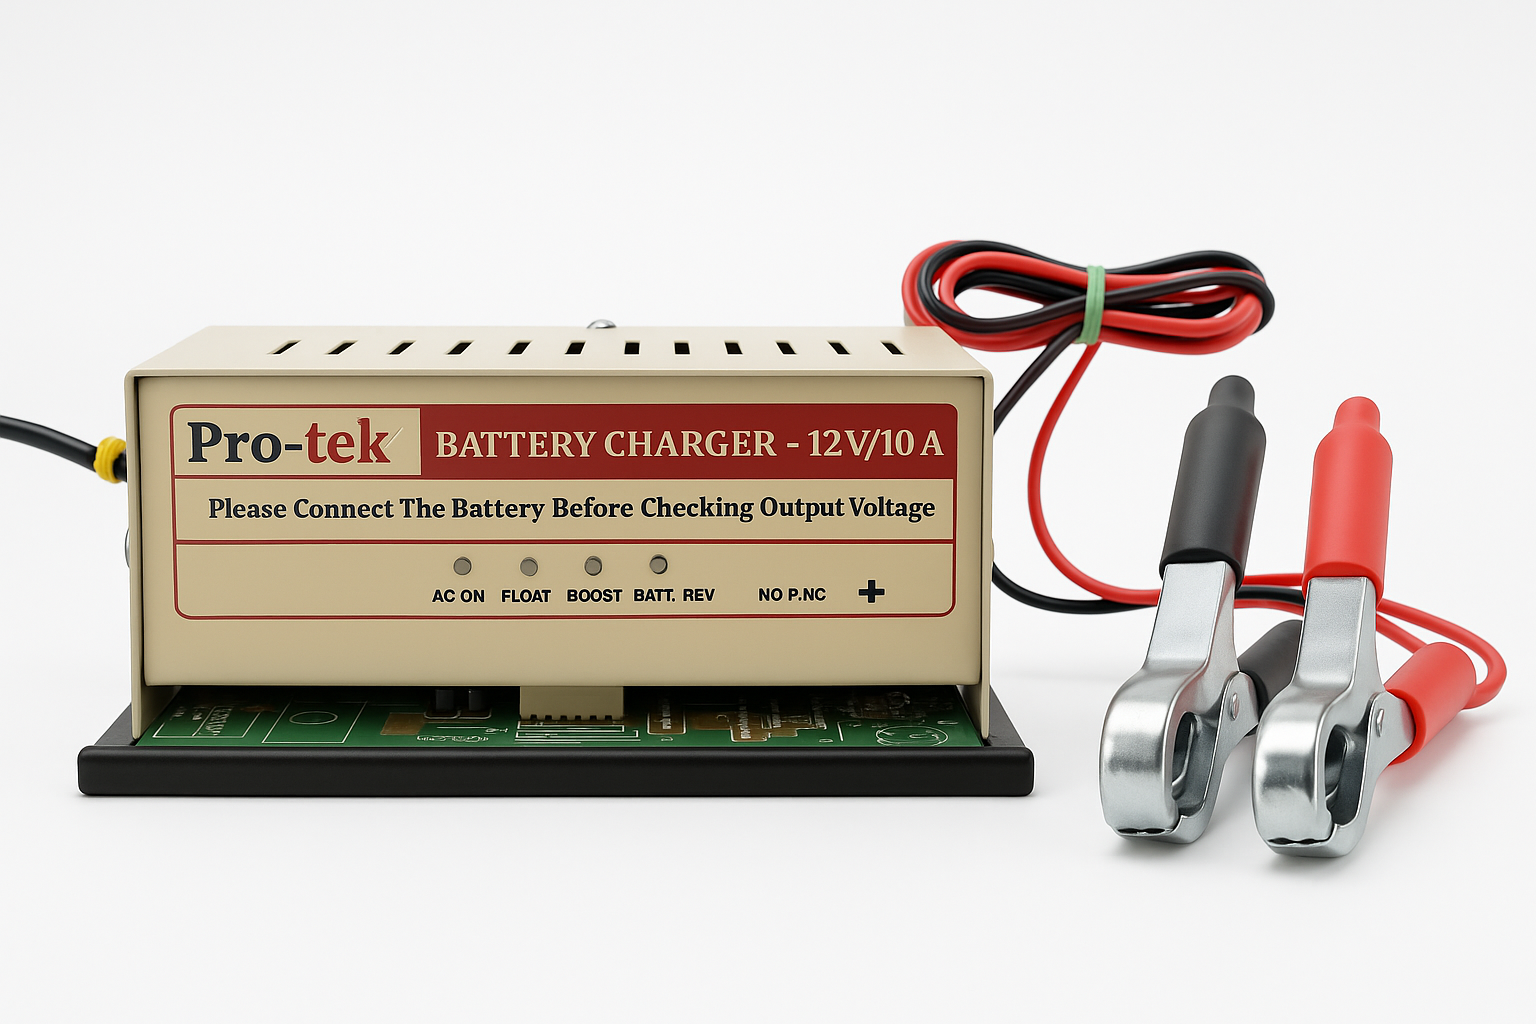 Pro-tek
BATTERY CHARGER - 12V/10 A
Please Connect The Battery Before Checking Output Voltage
AC ON FLOAT BOOST BATT. REV NO P.NC +